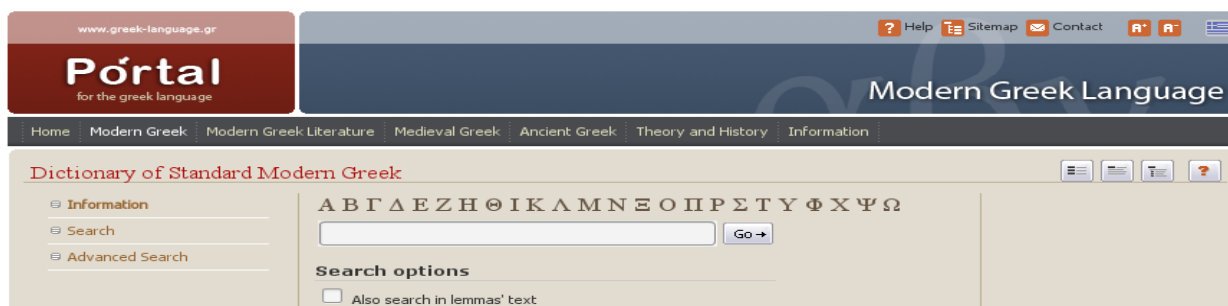 www.greek-language.gr
? Help Sitemap Contact A+ A-
Pórtal
for the greek language
αβγ
Modern Greek Language
Home Modern Greek Modern Greek Literature Medieval Greek Ancient Greek Theory and History Information
Dictionary of Standard Modern Greek
?
Information
Search
Advanced Search
Α Β Γ Δ Ε Ζ Η Θ Ι Κ Λ Μ Ν Ξ Ο Π Ρ Σ Τ Υ Φ Χ Ψ Ω
Go
Search options
Also search in lemmas' text